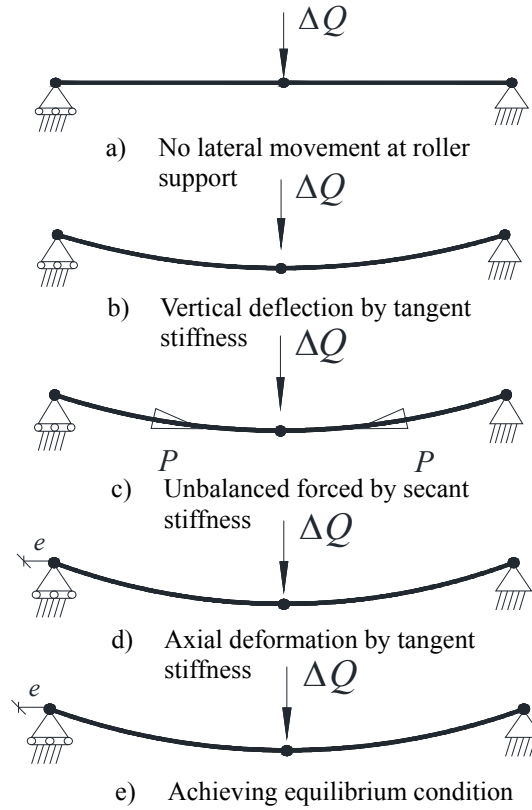 ΔQ
a) No lateral movement at roller
support
ΔQ
b) Vertical deflection by tangent
stiffness
ΔQ
P P
c) Unbalanced forced by secant
stiffness
e ΔQ
d) Axial deformation by tangent
stiffness
e ΔQ
e) Achieving equilibrium condition